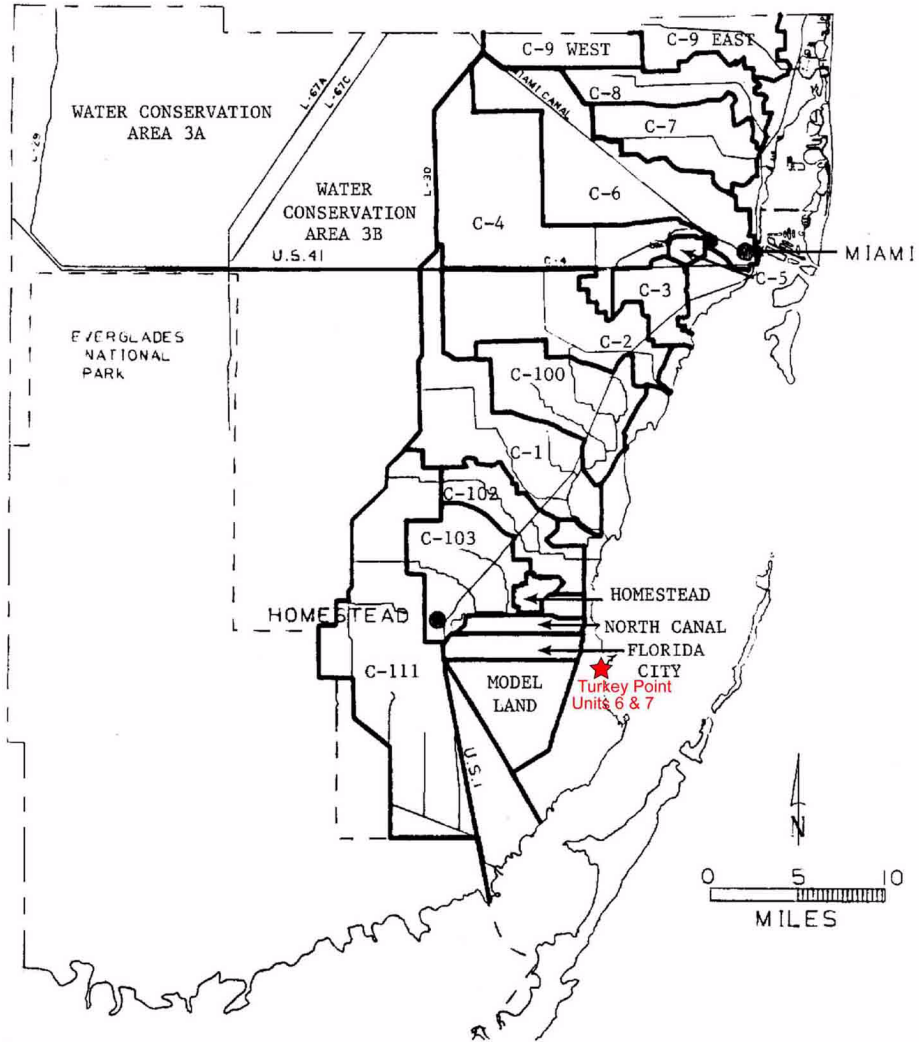 C-9 WEST
C-9 EAST
L-67A
L-67C
MIAMI CANAL
C-8
WATER CONSERVATION
AREA 3A
C-7
L-29
L-30
WATER
CONSERVATION
AREA 3B
C-6
C-4
U.S.41
C-4
MIAMI
C-5
C-3
EVERGLADES
NATIONAL
PARK
C-2
C-100
C-1
C-102
C-103
HOMESTEAD
HOMESTEAD
NORTH CANAL
FLORIDA
CITY
C-111
MODEL
LAND
Turkey Point
Units 6 & 7
U.S.1
N
0 5 10
MILES